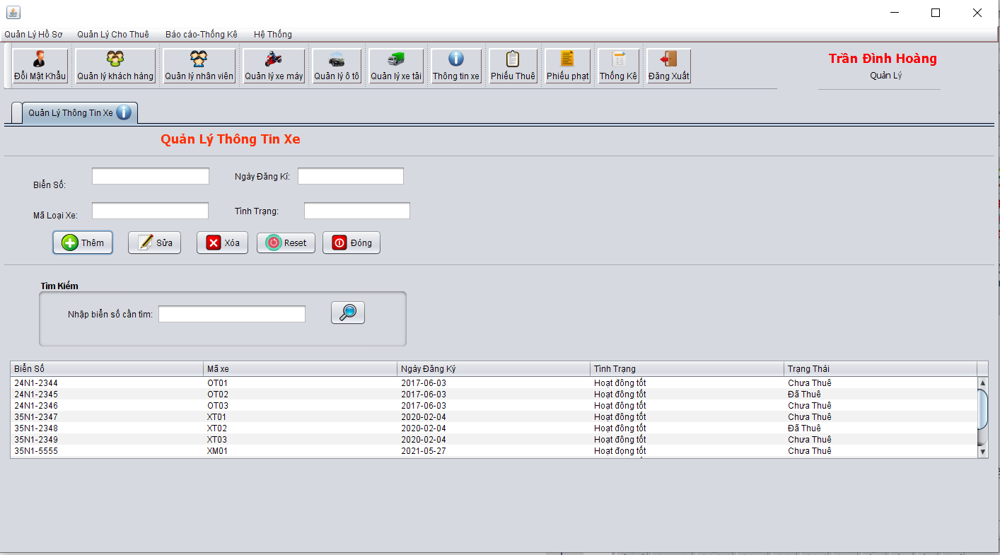 Quản Lý Hồ Sơ Quản Lý Cho Thuê Báo cáo-Thống Kê Hệ Thống
Đổi Mật Khẩu Quản lý khách hàng Quản lý nhân viên Quản lý xe máy Quản lý ô tô Quản lý xe tải Thông tin xe Phiếu Thuê Phiếu phạt Thống Kê Đăng Xuất
Trần Đình Hoàng
Quản Lý
Quản Lý Thông Tin Xe
Quản Lý Thông Tin Xe
Biển Số: Ngày Đăng Kí:
Mã Loại Xe: Tình Trạng:
Thêm Sửa Xóa Reset Đóng
Tìm Kiếm
Nhập biển số cần tìm:
Biển Số Mã xe Ngày Đăng Ký Tình Trạng Trạng Thái
24N1-2344 OT01 2017-06-03 Hoạt đông tốt Chưa Thuê
24N1-2345 OT02 2017-06-03 Hoạt đông tốt Đã Thuê
24N1-2346 OT03 2017-06-03 Hoạt đông tốt Chưa Thuê
35N1-2347 XT01 2020-02-04 Hoạt đông tốt Chưa Thuê
35N1-2348 XT02 2020-02-04 Hoạt đông tốt Đã Thuê
35N1-2349 XT03 2020-02-04 Hoạt đông tốt Chưa Thuê
35N1-5555 XM01 2021-05-27 Hoạt đọng tốt Chưa Thuê